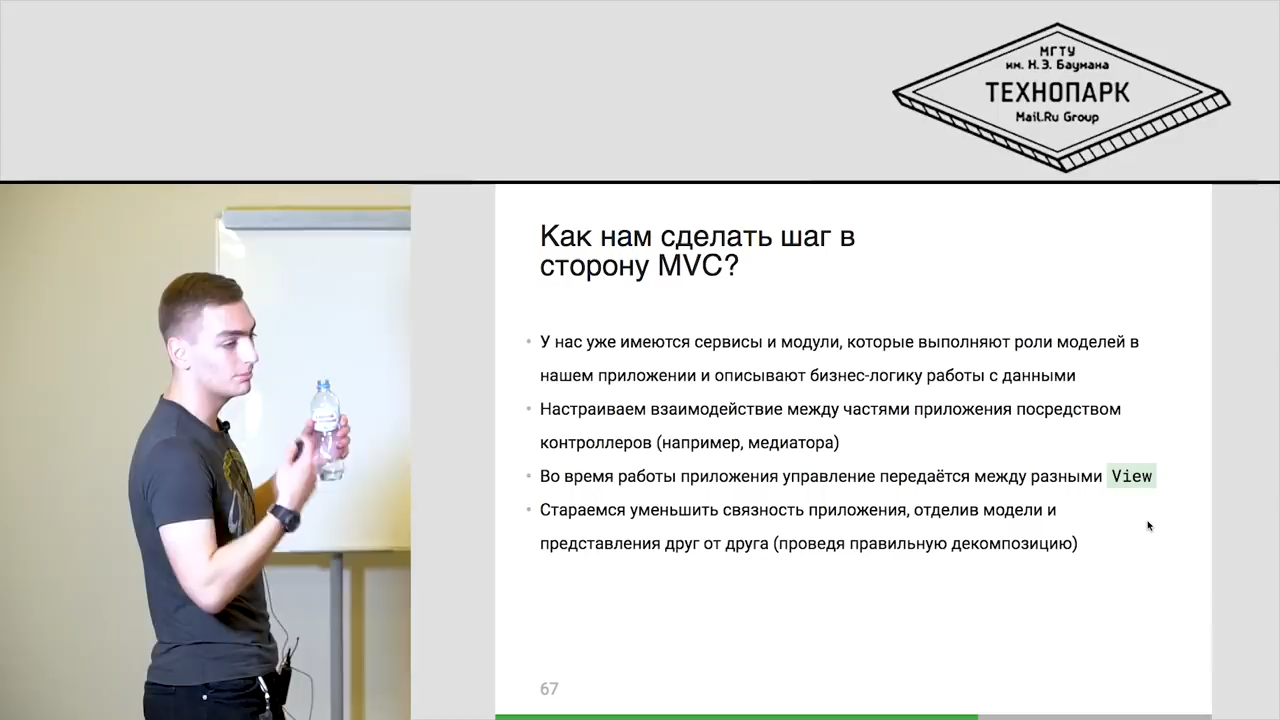 МГТУ
им. Н.Э. Баумана
ТЕХНОПАРК
Mail.Ru Group
Как нам сделать шаг в
сторону MVC?
У нас уже имеются сервисы и модули, которые выполняют роли моделей в
нашем приложении и описывают бизнес-логику работы с данными
Настраиваем взаимодействие между частями приложения посредством
контроллеров (например, медиатора)
Во время работы приложения управление передаётся между разными View
Стараемся уменьшить связность приложения, отделив модели и
представления друг от друга (проведя правильную декомпозицию)
67